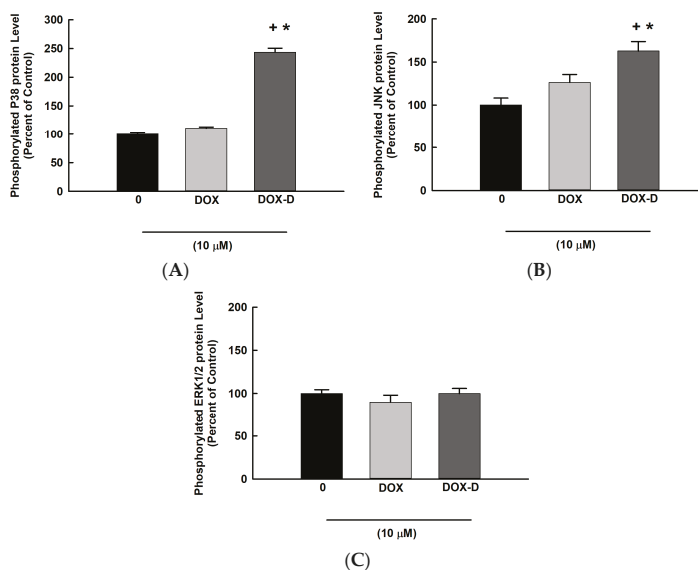 Phosphorylated P38 protein Level
(Percent of Control)
300
250
200
150
100
50
0
+ *
0 DOX DOX-D
(10 μM)
(A)
Phosphorylated JNK protein Level
(Percent of Control)
200
150
100
50
0
+ *
0 DOX DOX-D
(10 μM)
(B)
Phosphorylated ERK1/2 protein Level
(Percent of Control)
200
150
100
50
0
0 DOX DOX-D
(10 μM)
(C)